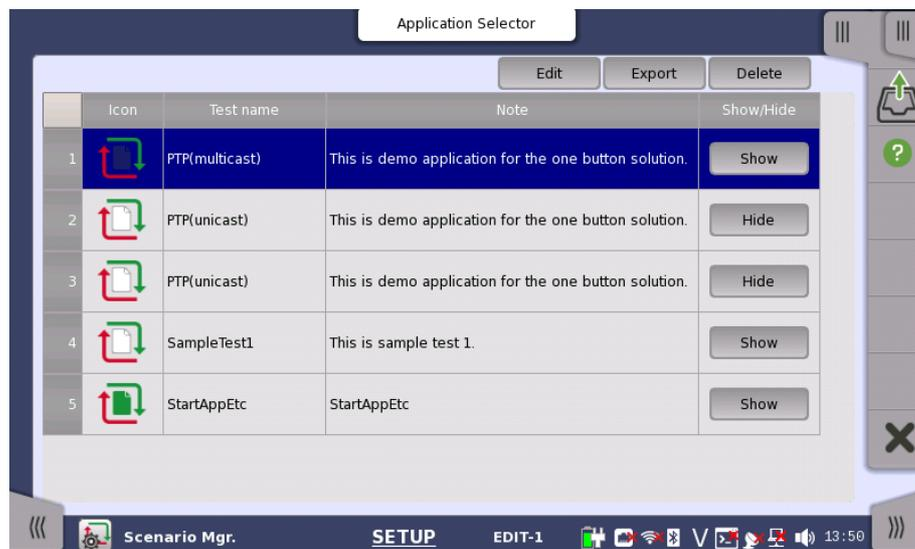 Application Selector
Edit Export Delete
Icon Test name Note Show/Hide
1 PTP(multicast) This is demo application for the one button solution. Show
2 PTP(unicast) This is demo application for the one button solution. Hide
3 PTP(unicast) This is demo application for the one button solution. Hide
4 SampleTest1 This is sample test 1. Show
5 StartAppEtc StartAppEtc Show
Scenario Mgr. SETUP EDIT-1 V 13:50